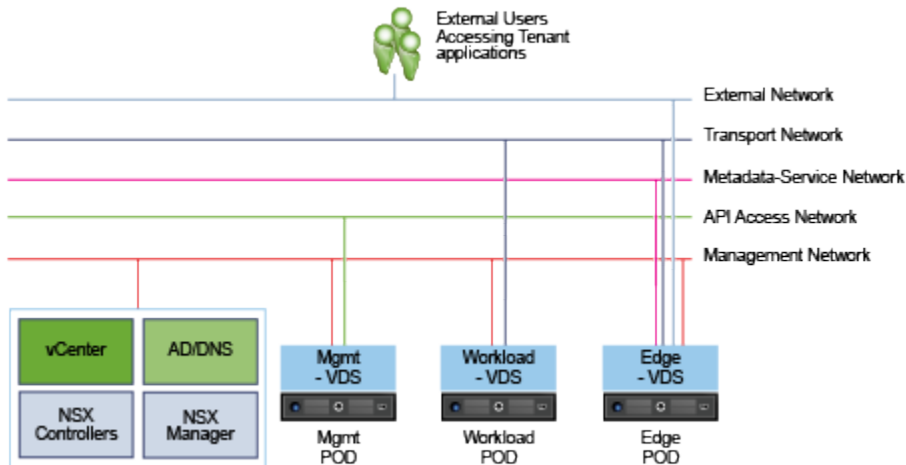 External Users
Accessing Tenant
applications
External Network
Transport Network
Metadata-Service Network
API Access Network
Management Network
vCenter
AD/DNS
NSX
Controllers
NSX
Manager
Mgmt
- VDS
Mgmt
POD
Workload
- VDS
Workload
POD
Edge
- VDS
Edge
POD